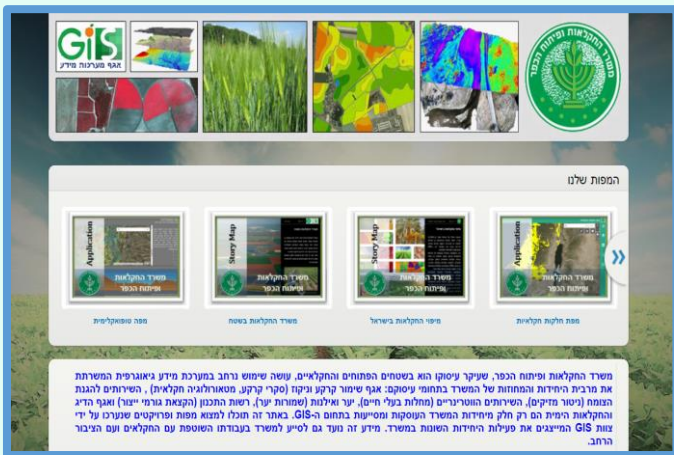 GiS
אגף מערכות מידע
משרד החקלאות ופיתוח הכפר
המפות שלנו
Application
משרד החקלאות
ופיתוח הכפר
Story Map
משרד החקלאות
ופיתוח הכפר
Story Map
משרד החקלאות
ופיתוח הכפר
Application
משרד החקלאות
ופיתוח הכפר
מפת חלקות חקלאיות
מיפוי החקלאות בישראל
משרד החקלאות בשטח
מפה טופואקלימית
משרד החקלאות ופיתוח הכפר, שעיקר עיסוקו הוא בשטחים הפתוחים והחקלאיים, עושה שימוש נרחב במערכת מידע גיאוגרפית המשרתת
את מרבית היחידות והמחוזות של המשרד בתחומי עיסוקם: אגף שימור קרקע וניקוז (סקרי קרקע, מטאורולוגיה חקלאית) , השירותים להגנת
הצומח (ניטור מזיקים), השירותים הווטרינריים (מחלות בעלי חיים), יער ואילנות (שמורות יער), רשות התכנון (הקצאת גורמי ייצור) ואגף הדיג
והחקלאות הימית הם רק חלק מיחידות המשרד העוסקות ומסייעות בתחום ה-GIS. באתר זה תוכלו למצוא מפות ופרויקטים שנערכו על ידי
צוות GIS המייצגים את פעילות היחידות השונות במשרד. מידע זה נועד גם לסייע למשרד בעבודתו השוטפת עם החקלאים ועם הציבור
הרחב.